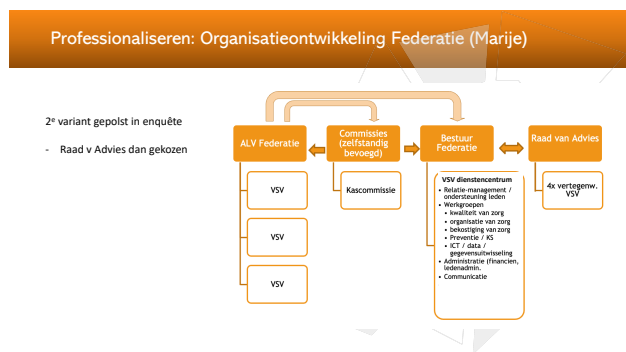 Professionaliseren: Organisatieontwikkeling Federatie (Marije)
2e variant gepolst in enquête
- Raad v Advies dan gekozen
ALV Federatie
VSV
VSV
VSV
Commissies
(zelfstandig
bevoegd)
Kascommissie
Bestuur
Federatie
VSV dienstencentrum
• Relatie-management /
ondersteuning leden
• Werkgroepen
• kwaliteit van zorg
• organisatie van zorg
• bekostiging van zorg
• Preventie / KS
• ICT / data /
gegevensuitwisseling
• Administratie (financien,
ledenadmin.
• Communicatie
Raad van Advies
4x vertegenw.
VSV